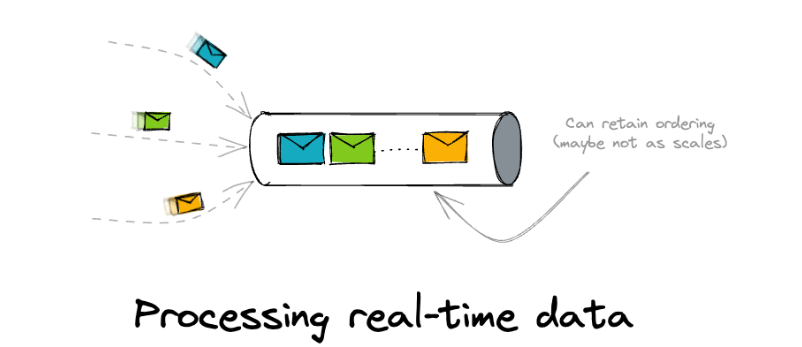 Can retain ordering
(maybe not as scales)
Processing real-time data